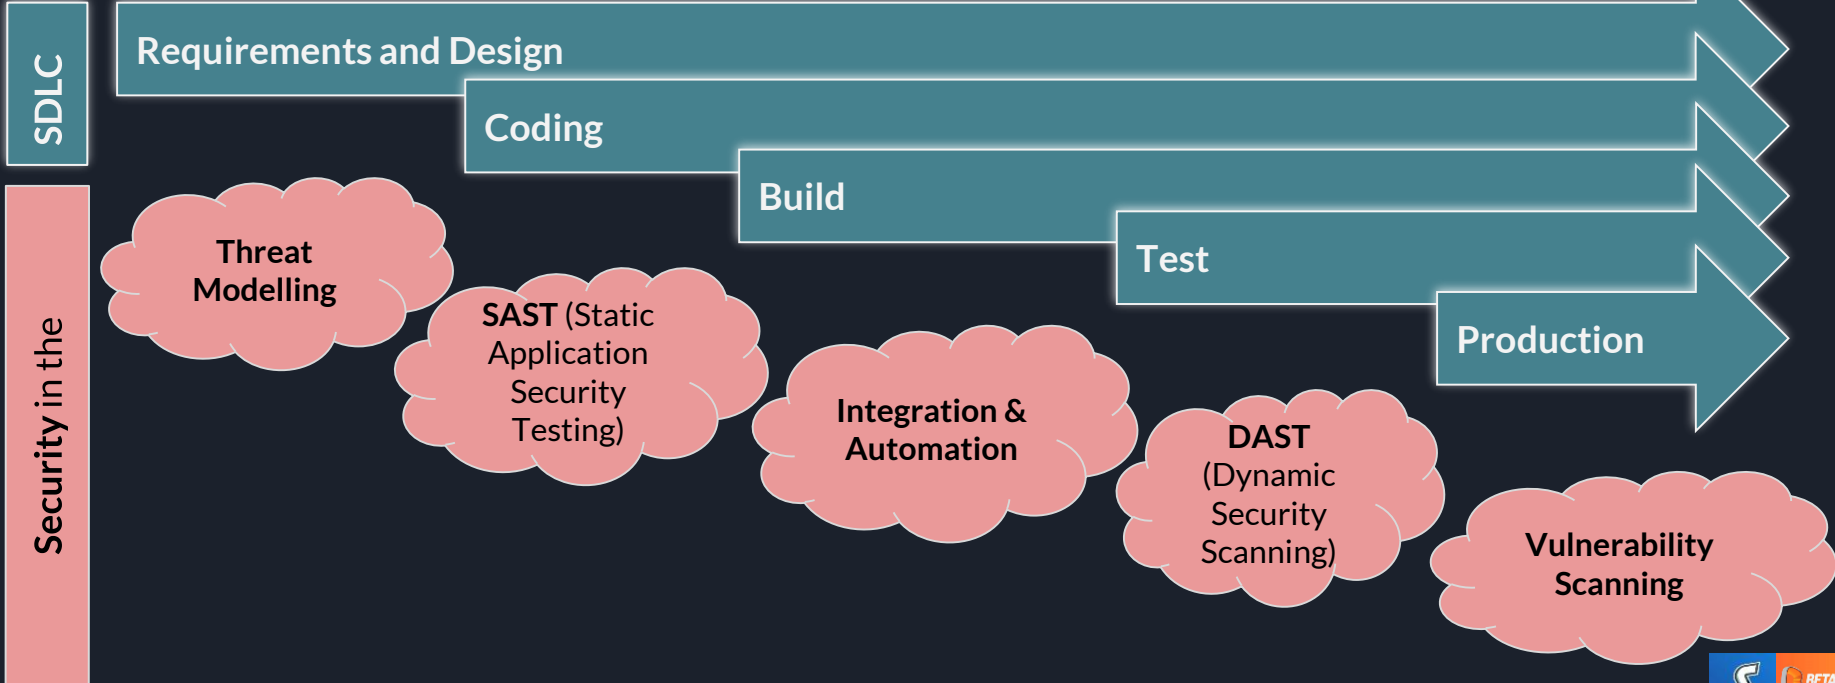 SDLC
Requirements and Design
Coding
Build
Test
Production
Security in the
Threat
Modelling
SAST (Static
Application
Security
Testing)
Integration &
Automation
DAST
(Dynamic
Security
Scanning)
Vulnerability
Scanning
BETA